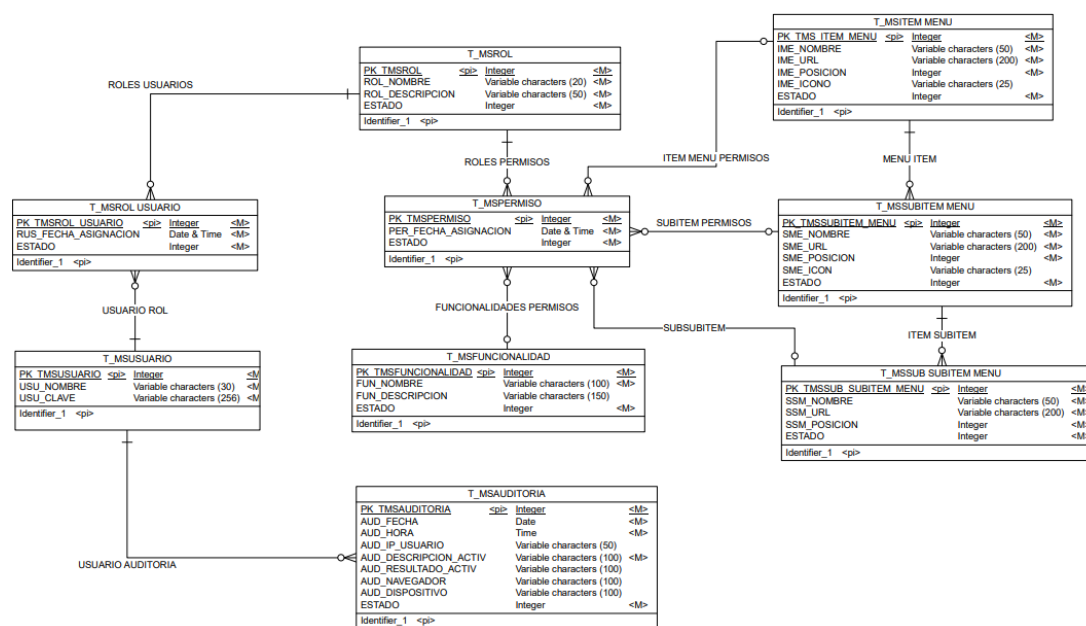 T_MSITEM MENU
PK_TMS_ITEM_MENU <pi> Integer <M>
IME_NOMBRE Variable characters (50) <M>
IME_URL Variable characters (200) <M>
IME_POSICION Integer <M>
IME_ICONO Variable characters (25)
ESTADO Integer <M>
Identifier_1 <pi>
T_MSROL
PK_TMSROL <pi> Integer <M>
ROL_NOMBRE Variable characters (20) <M>
ROL_DESCRIPCION Variable characters (50) <M>
ESTADO Integer <M>
Identifier_1 <pi>
ROLES USUARIOS
ROLES PERMISOS
ITEM MENU PERMISOS
MENU ITEM
T_MSROL USUARIO
PK_TMSROL_USUARIO <pi> Integer <M>
RUS_FECHA_ASIGNACION Date & Time <M>
ESTADO Integer <M>
Identifier_1 <pi>
T_MSPERMISO
PK_TMSPERMISO <pi> Integer <M>
PER_FECHA_ASIGNACION Date & Time <M>
ESTADO Integer <M>
Identifier_1 <pi>
SUBITEM PERMISOS
T_MSSUBITEM MENU
PK_TMSSUBITEM_MENU <pi> Integer <M>
SME_NOMBRE Variable characters (50) <M>
SME_URL Variable characters (200) <M>
SME_POSICION Integer <M>
SME_ICON Variable characters (25)
ESTADO Integer <M>
Identifier_1 <pi>
USUARIO ROL
FUNCIONALIDADES PERMISOS
SUBSUBITEM
ITEM SUBITEM
T_MSUSUARIO
PK_TMSUSUARIO <pi> Integer <M
USU_NOMBRE Variable characters (30) <M
USU_CLAVE Variable characters (256) <M
Identifier_1 <pi>
T_MSFUNCIONALIDAD
PK_TMSFUNCIONALIDAD <pi> Integer <M>
FUN_NOMBRE Variable characters (100) <M>
FUN_DESCRIPCION Variable characters (150)
ESTADO Integer <M>
Identifier_1 <pi>
T_MSSUB SUBITEM MENU
PK_TMSSUB_SUBITEM_MENU <pi> Integer <M>
SSM_NOMBRE Variable characters (50) <M>
SSM_URL Variable characters (200) <M>
SSM_POSICION Integer <M>
ESTADO Integer <M>
Identifier_1 <pi>
T_MSAUDITORIA
PK_TMSAUDITORIA <pi> Integer <M>
AUD_FECHA Date <M>
AUD_HORA Time <M>
AUD_IP_USUARIO Variable characters (50)
AUD_DESCRIPCION_ACTIV Variable characters (100) <M>
AUD_RESULTADO_ACTIV Variable characters (100)
AUD_NAVEGADOR Variable characters (100)
AUD_DISPOSITIVO Variable characters (100)
ESTADO Integer <M>
Identifier_1 <pi>
USUARIO AUDITORIA